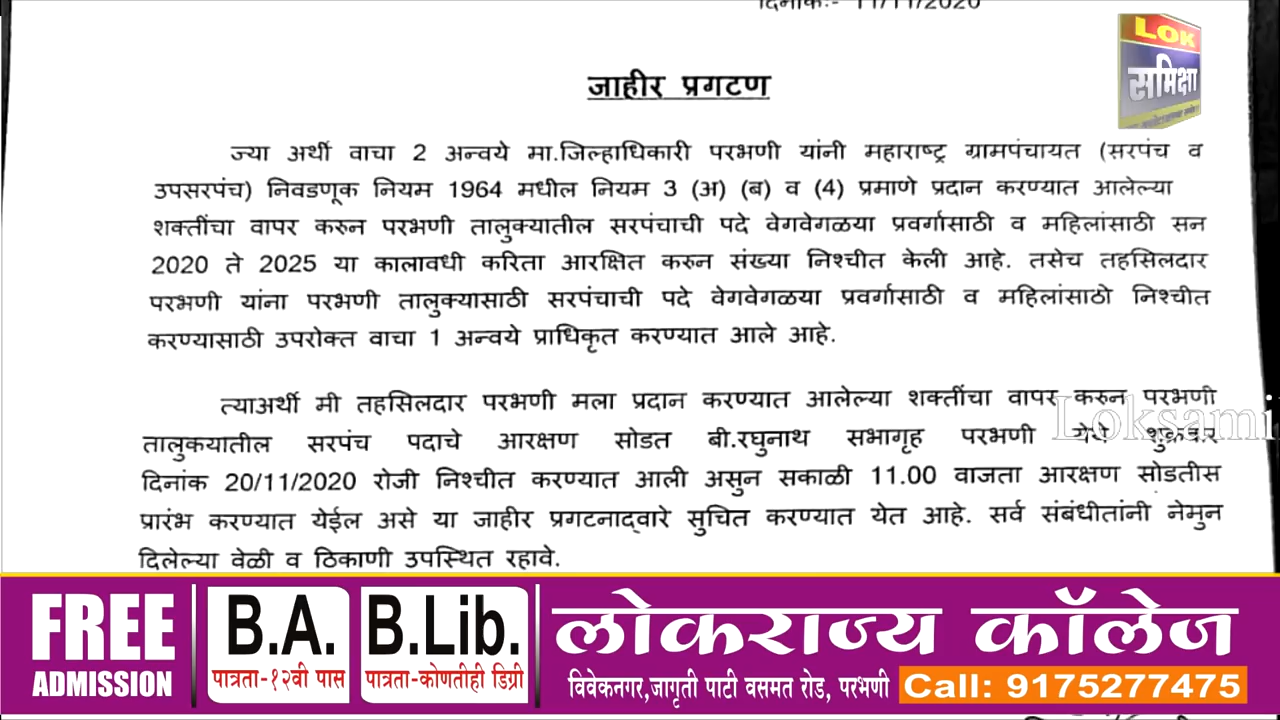 दिनांकः- 11/11/2020
LOK
समिक्षा
जाहीर प्रगटण
ज्या अर्थी वाचा 2 अन्वये मा.जिल्हाधिकारी परभणी यांनी महाराष्ट्र ग्रामपंचायत (सरपंच व
उपसरपंच) निवडणूक नियम 1964 मधील नियम 3 (अ) (ब) व (4) प्रमाणे प्रदान करण्यात आलेल्या
शक्तींचा वापर करुन परभणी तालुक्यातील सरपंचाची पदे वेगवेगळया प्रवर्गासाठी व महिलांसाठी सन
2020 ते 2025 या कालावधी करिता आरक्षित करुन संख्या निश्चीत केली आहे. तसेच तहसिलदार
परभणी यांना परभणी तालुक्यासाठी सरपंचाची पदे वेगवेगळया प्रवर्गासाठी व महिलांसाठो निश्चीत
करण्यासाठी उपरोक्त वाचा 1 अन्वये प्राधिकृत करण्यात आले आहे.
त्याअर्थी मी तहसिलदार परभणी मला प्रदान करण्यात आलेल्या शक्तींचा वापर करुन परभणी
Loksami
तालुकयातील सरपंच पदाचे आरक्षण सोडत बी.रघुनाथ सभागृह परभणी येथे शुक्रवार
दिनांक 20/11/2020 रोजी निश्चीत करण्यात आली असुन सकाळी 11.00 वाजता आरक्षण सोडतीस
प्रारंभ करण्यात येईल असे या जाहीर प्रगटनाद्वारे सुचित करण्यात येत आहे. सर्व संबंधीतांनी नेमुन
दिलेल्या वेळी व ठिकाणी उपस्थित रहावे.
FREE
ADMISSION
B.A.
पात्रता-१२वी पास
B.Lib.
पात्रता-कोणतीही डिग्री
लोकराज्य कॉलेज
विवेकनगर,जागृती पाटी वसमत रोड, परभणी
Call: 9175277475